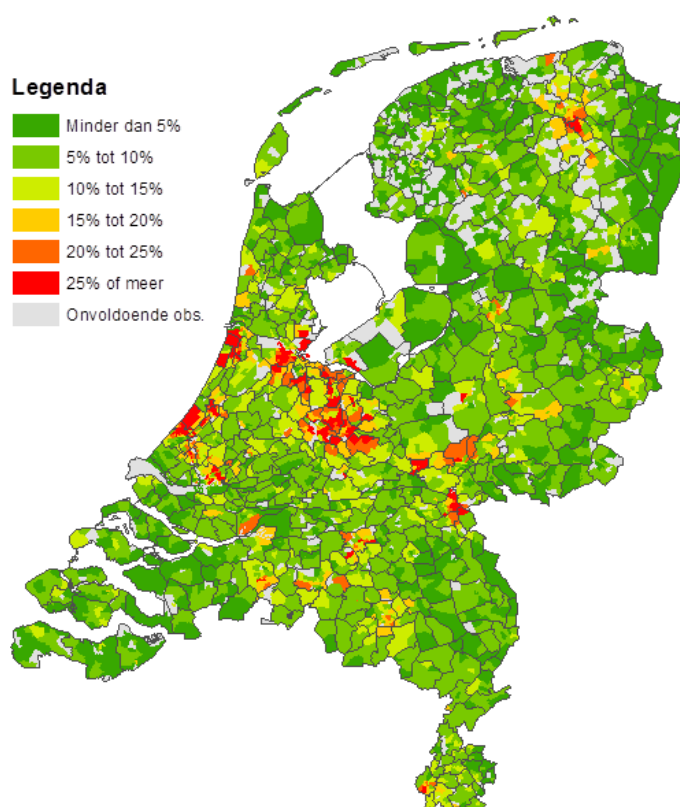 Legenda
Minder dan 5%
5% tot 10%
10% tot 15%
15% tot 20%
20% tot 25%
25% of meer
Onvoldoende obs.